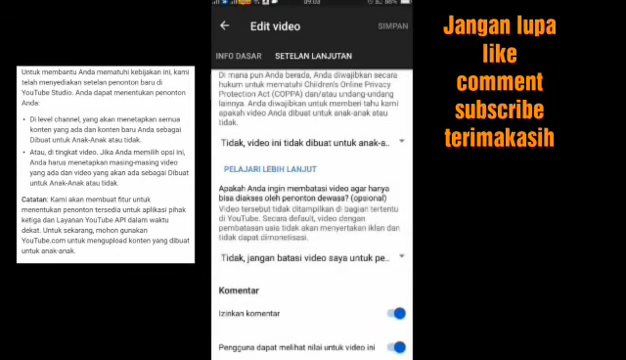 Untuk membantu Anda mematuhi kebijakan ini, kami
telah menyediakan setelan penonton baru di
YouTube Studio. Anda dapat menentukan penonton
Anda:
• Di level channel, yang akan menetapkan semua
konten yang ada dan konten baru Anda sebagai
Dibuat untuk Anak-Anak atau tidak.
• Atau, di tingkat video. Jika Anda memilih opsi ini,
Anda harus menetapkan masing-masing video
yang ada dan video yang akan ada sebagai Dibuat
untuk Anak-Anak atau tidak.
Catatan: Kami akan membuat fitur untuk
menentukan penonton tersedia untuk aplikasi pihak
ketiga dan Layanan YouTube API dalam waktu
dekat. Untuk sekarang, mohon gunakan
YouTube.com untuk mengupload konten yang dibuat
untuk anak-anak.
09.03
Edit video
SIMPAN
INFO DASAR
SETELAN LANJUTAN
Di mana pun Anda berada, Anda diwajibkan secara
hukum untuk mematuhi Children's Online Privacy
Protection Act (COPPA) dan/atau undang-undang
lainnya. Anda diwajibkan untuk memberi tahu kami
apakah video Anda dibuat untuk anak-anak atau
tidak.
Tidak, video ini tidak dibuat untuk anak-a..
PELAJARI LEBIH LANJUT
Apakah Anda ingin membatasi video agar hanya
bisa diakses oleh penonton dewasa? (opsional)
Video tersebut tidak ditampilkan di bagian tertentu
di YouTube. Secara default, video dengan
pembatasan usia tidak akan menyertakan iklan dan
tidak dapat dimonetisasi.
Tidak, jangan batasi video saya untuk pe..
Komentar
Izinkan komentar
Pengguna dapat melihat nilai untuk video ini
Jangan lupa
like
comment
subscribe
terimakasih